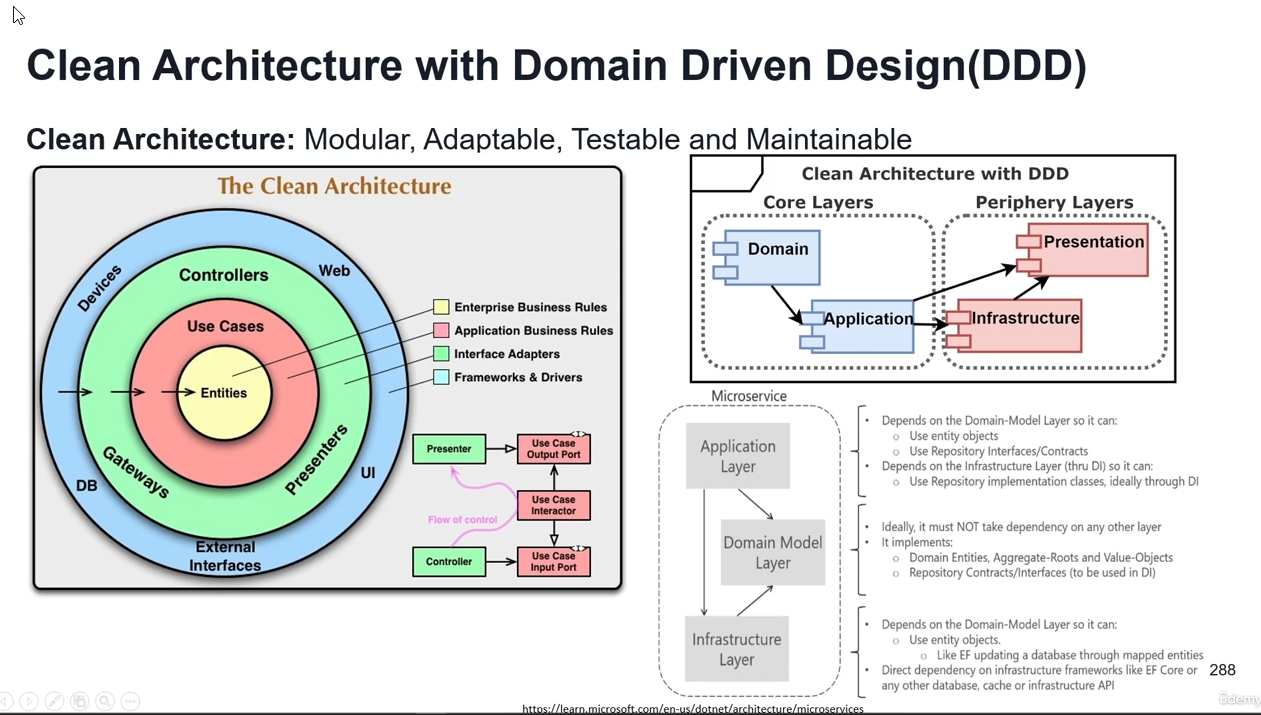 Clean Architecture with Domain Driven Design(DDD)
Clean Architecture: Modular, Adaptable, Testable and Maintainable
The Clean Architecture
Devices
Controllers
Web
Use Cases
Entities
Gateways
Presenters
DB
UI
External
Interfaces
Enterprise Business Rules
Application Business Rules
Interface Adapters
Frameworks & Drivers
Presenter
Use Case
Output Port
Use Case
Interactor
Flow of control
Controller
Use Case
Input Port
Clean Architecture with DDD
Core Layers
Periphery Layers
Domain
Presentation
Application
Infrastructure
Microservice
Application
Layer
Domain Model
Layer
Infrastructure
Layer
• Depends on the Domain-Model Layer so it can:
o Use entity objects
o Use Repository Interfaces/Contracts
• Depends on the Infrastructure Layer (thru DI) so it can:
o Use Repository implementation classes, ideally through DI
• Ideally, it must NOT take dependency on any other layer
• It implements:
o Domain Entities, Aggregate-Roots and Value-Objects
o Repository Contracts/Interfaces (to be used in DI)
• Depends on the Domain-Model Layer so it can:
o Use entity objects.
o Like EF updating a database through mapped entities
• Direct dependency on infrastructure frameworks like EF Core or
any other database, cache or infrastructure API
288
ûdemy
https://learn.microsoft.com/en-us/dotnet/architecture/microservices